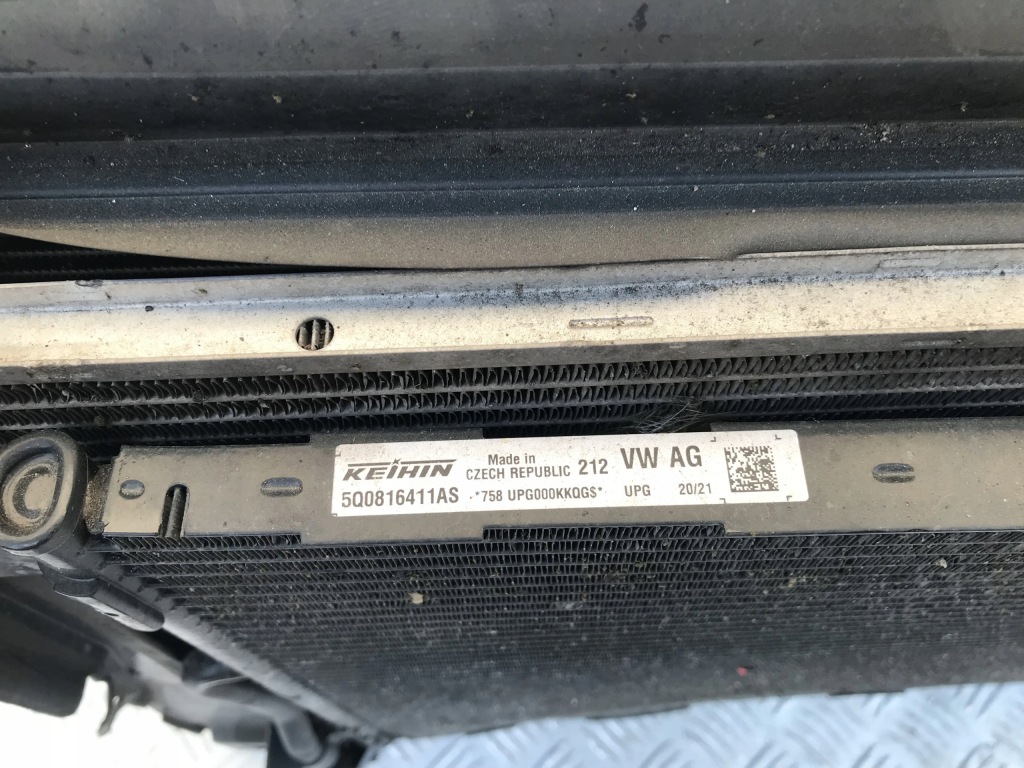 KEIHIN Made in CZECH REPUBLIC 212 VW AG
5Q0816411AS *758 UPG000KKQGS* UPG 20/21